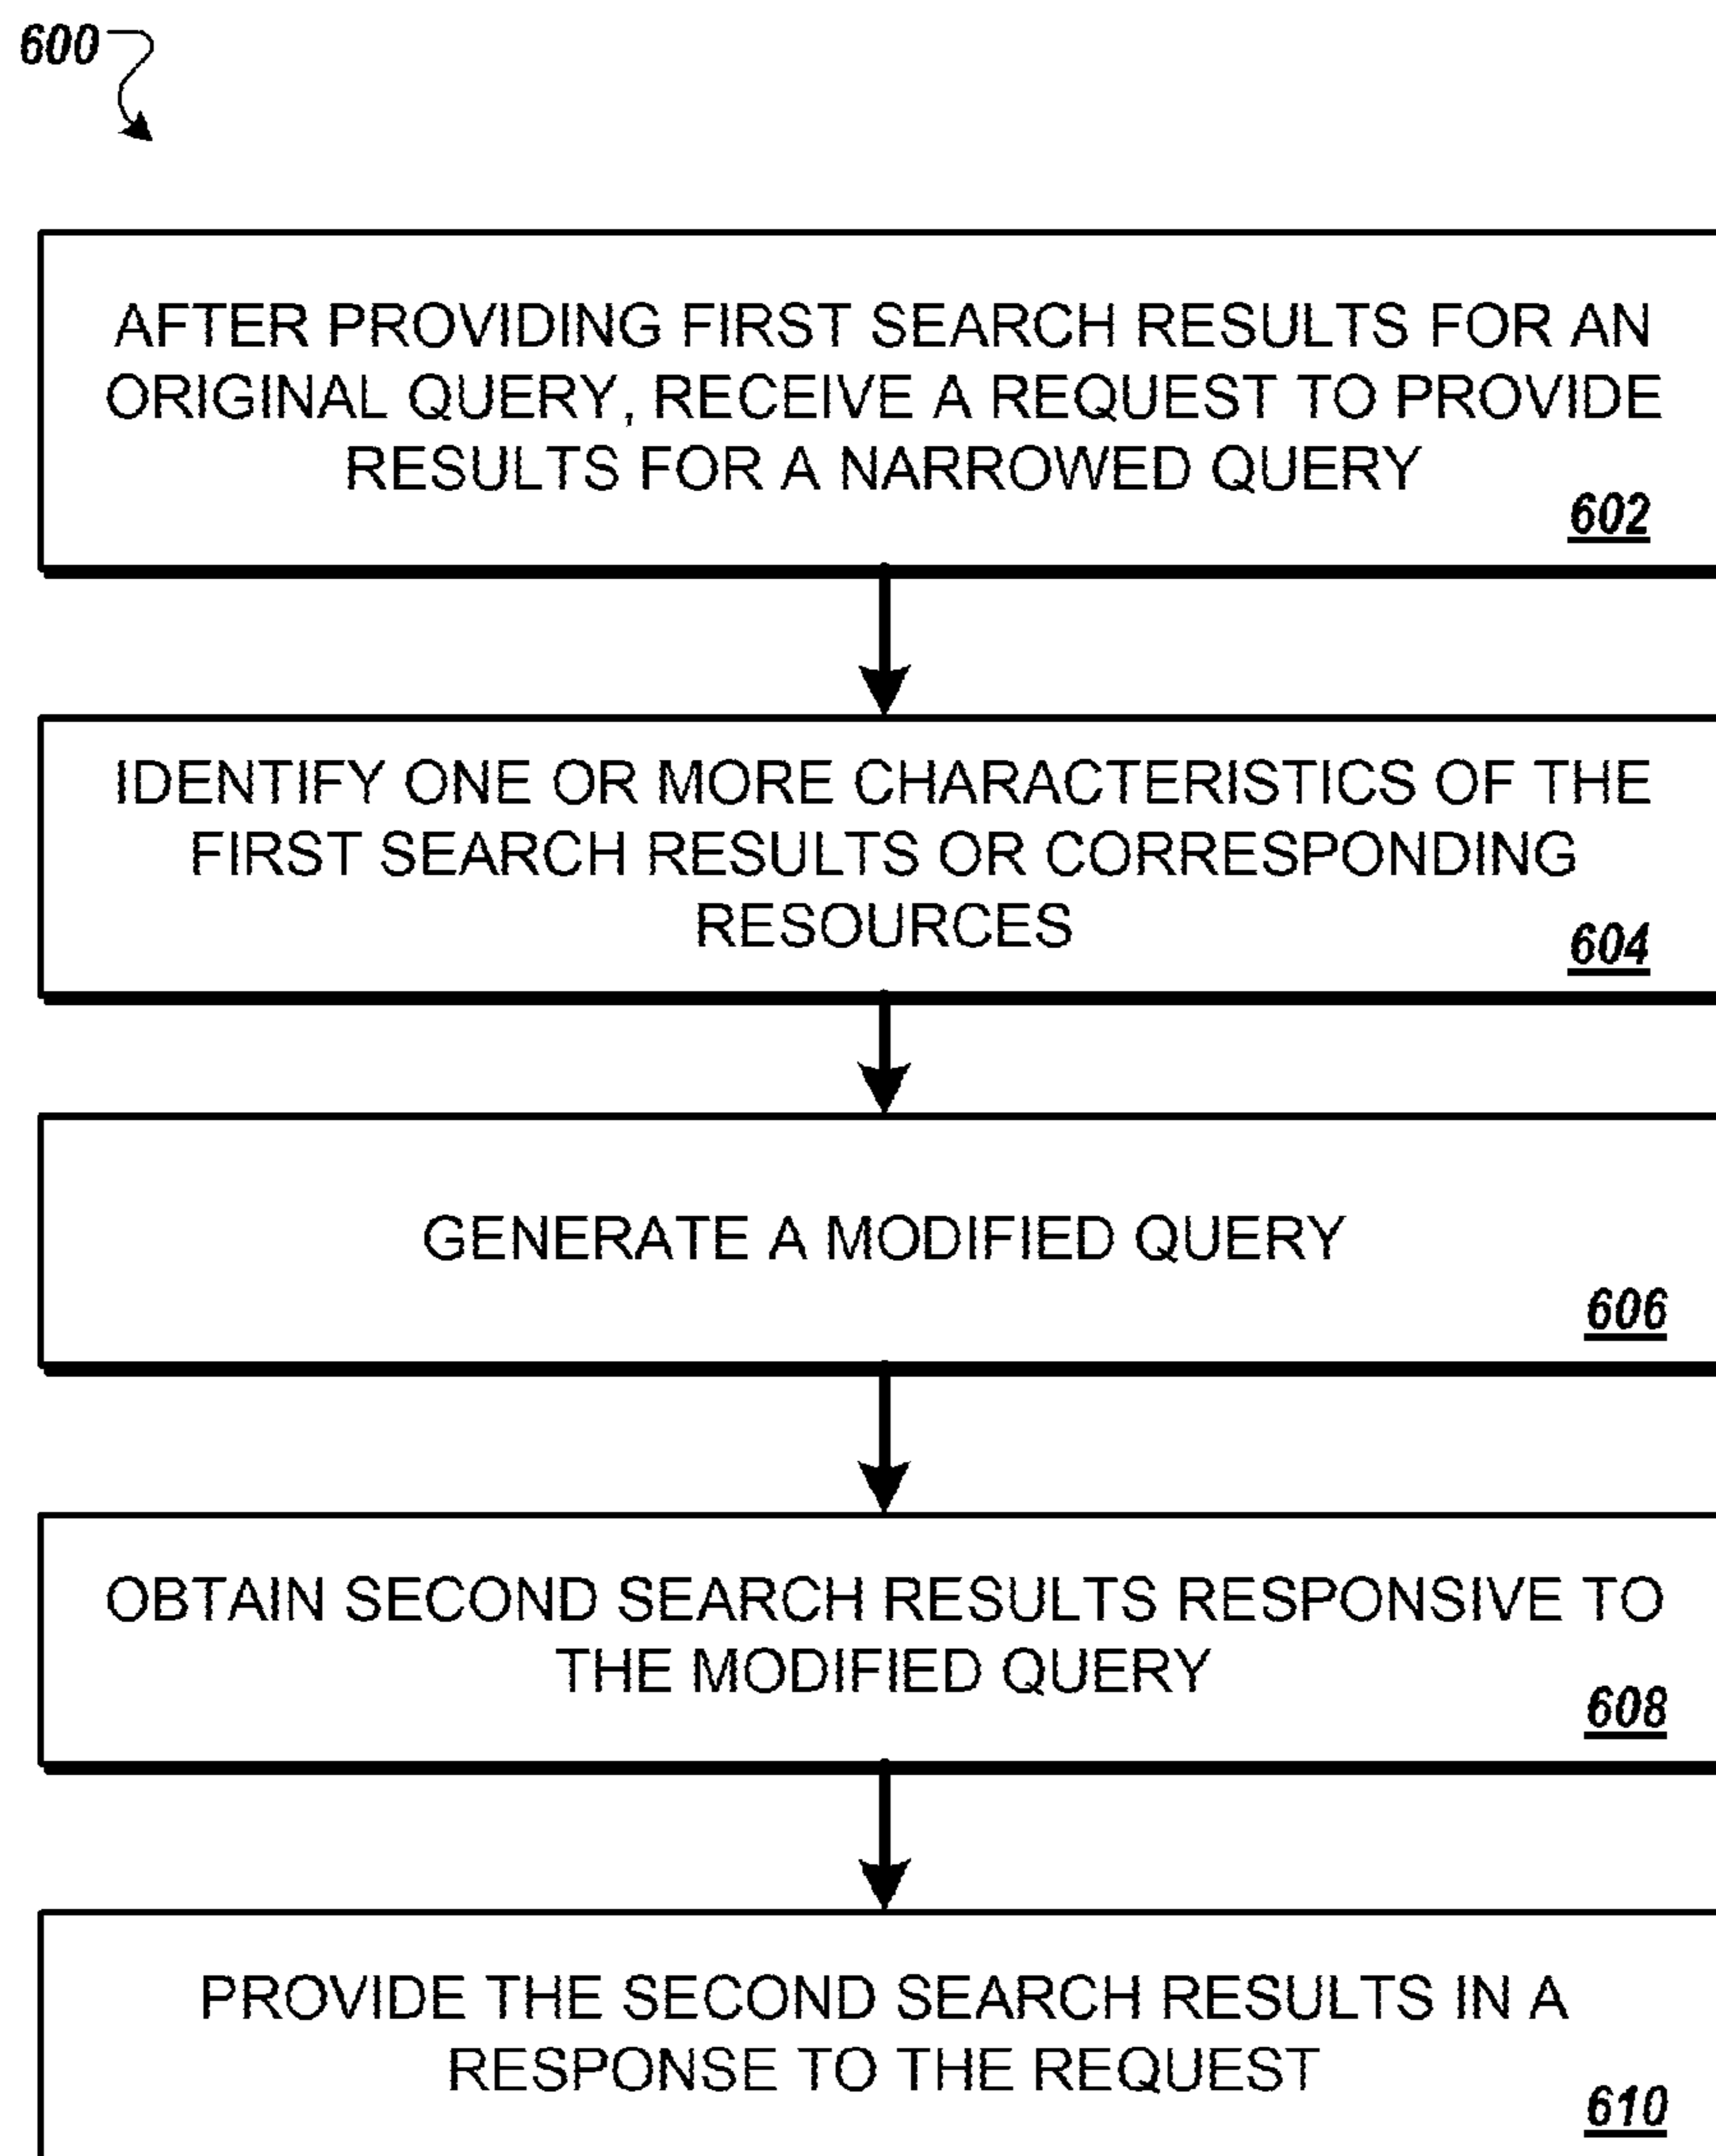 600
AFTER PROVIDING FIRST SEARCH RESULTS FOR AN
ORIGINAL QUERY, RECEIVE A REQUEST TO PROVIDE
RESULTS FOR A NARROWED QUERY
602
IDENTIFY ONE OR MORE CHARACTERISTICS OF THE
FIRST SEARCH RESULTS OR CORRESPONDING
RESOURCES
604
GENERATE A MODIFIED QUERY
606
OBTAIN SECOND SEARCH RESULTS RESPONSIVE TO
THE MODIFIED QUERY
608
PROVIDE THE SECOND SEARCH RESULTS IN A
RESPONSE TO THE REQUEST
610